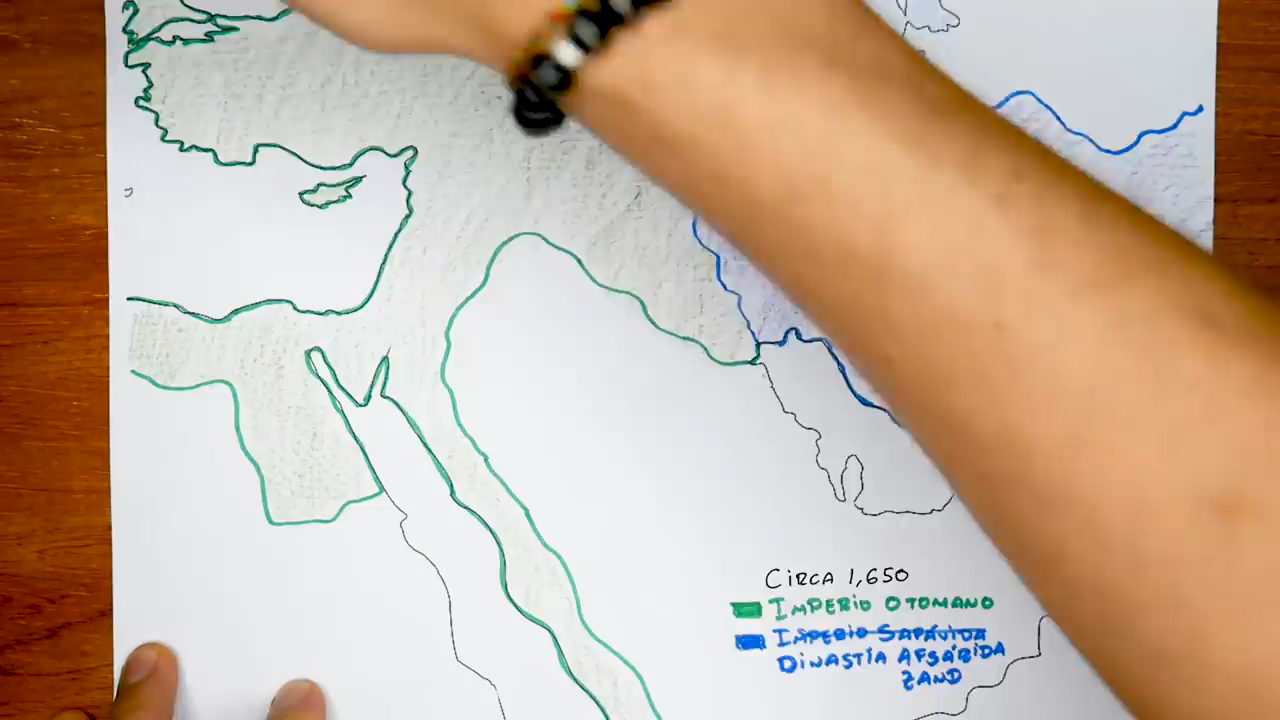 CIRCA 1,650
IMPERIO OTOMANO
IMPERIO SAFÁVIDA
DINASTÍA AFSÁRIDA
ZAND